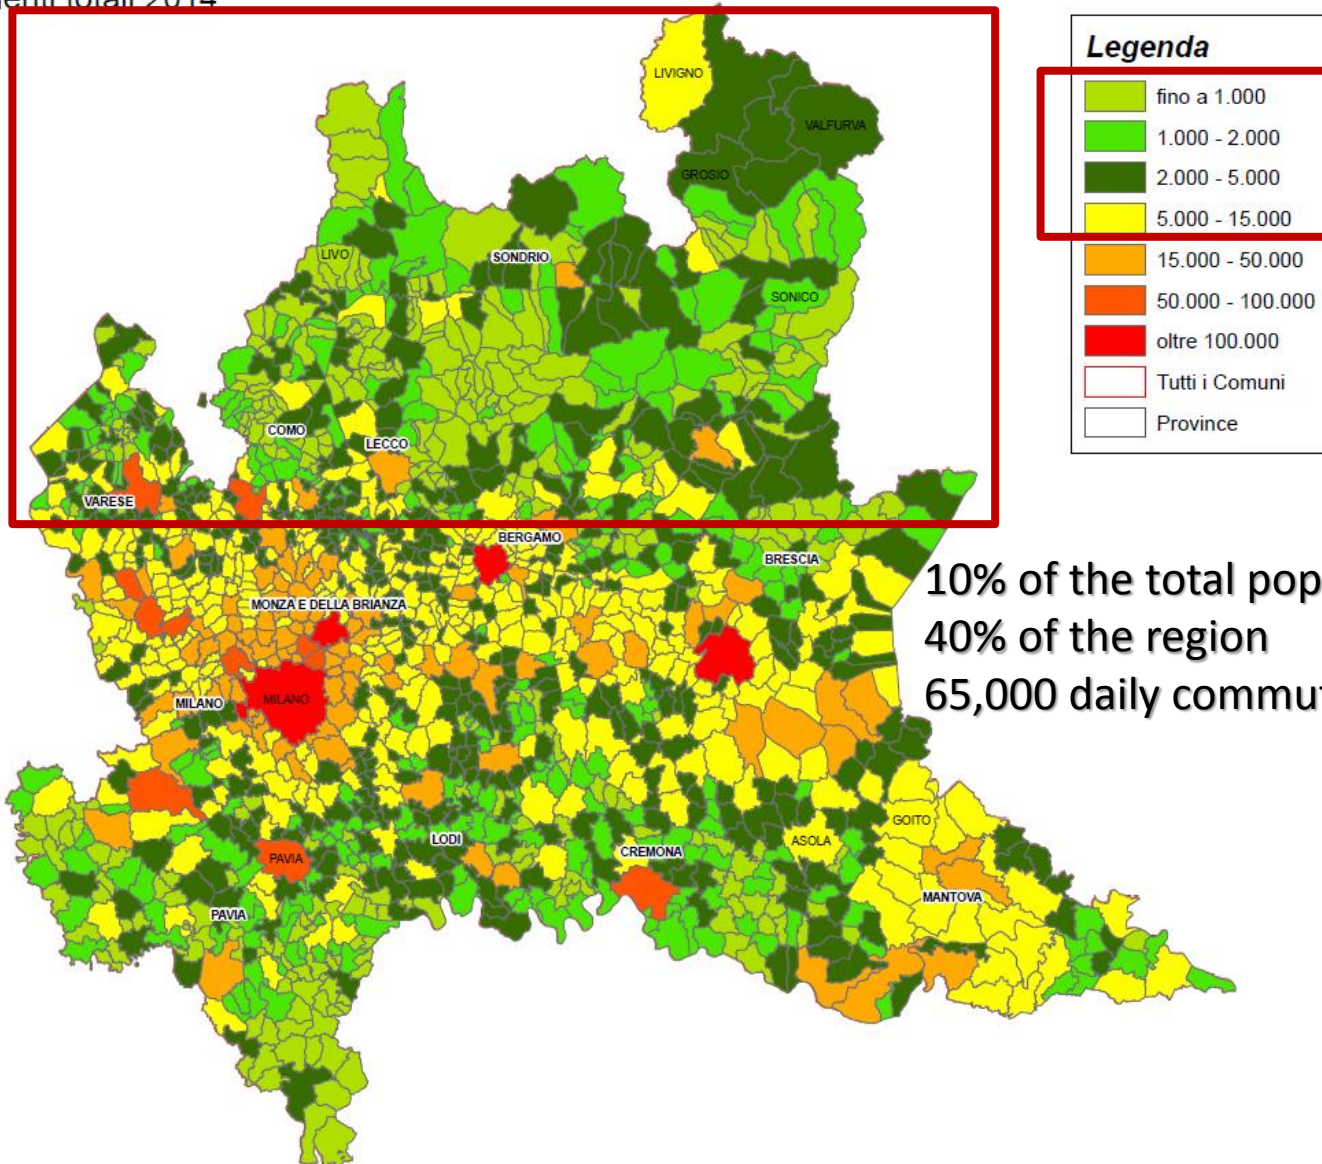 totali 2014
Legenda
fino a 1.000
1.000 - 2.000
2.000 - 5.000
5.000 - 15.000
15.000 - 50.000
50.000 - 100.000
oltre 100.000
Tutti i Comuni
Province
LIVIGNO
VALFURVA
GROSIO
LIVO
SONDRIO
SONICO
COMO
LECCO
VARESE
BERGAMO
BRESCIA
MONZA E DELLA BRIANZA
MILANO
MILANO
10% of the total pop
40% of the region
65,000 daily commut
GOITO
ASOLA
LODI
CREMONA
PAVIA
MANTOVA
PAVIA